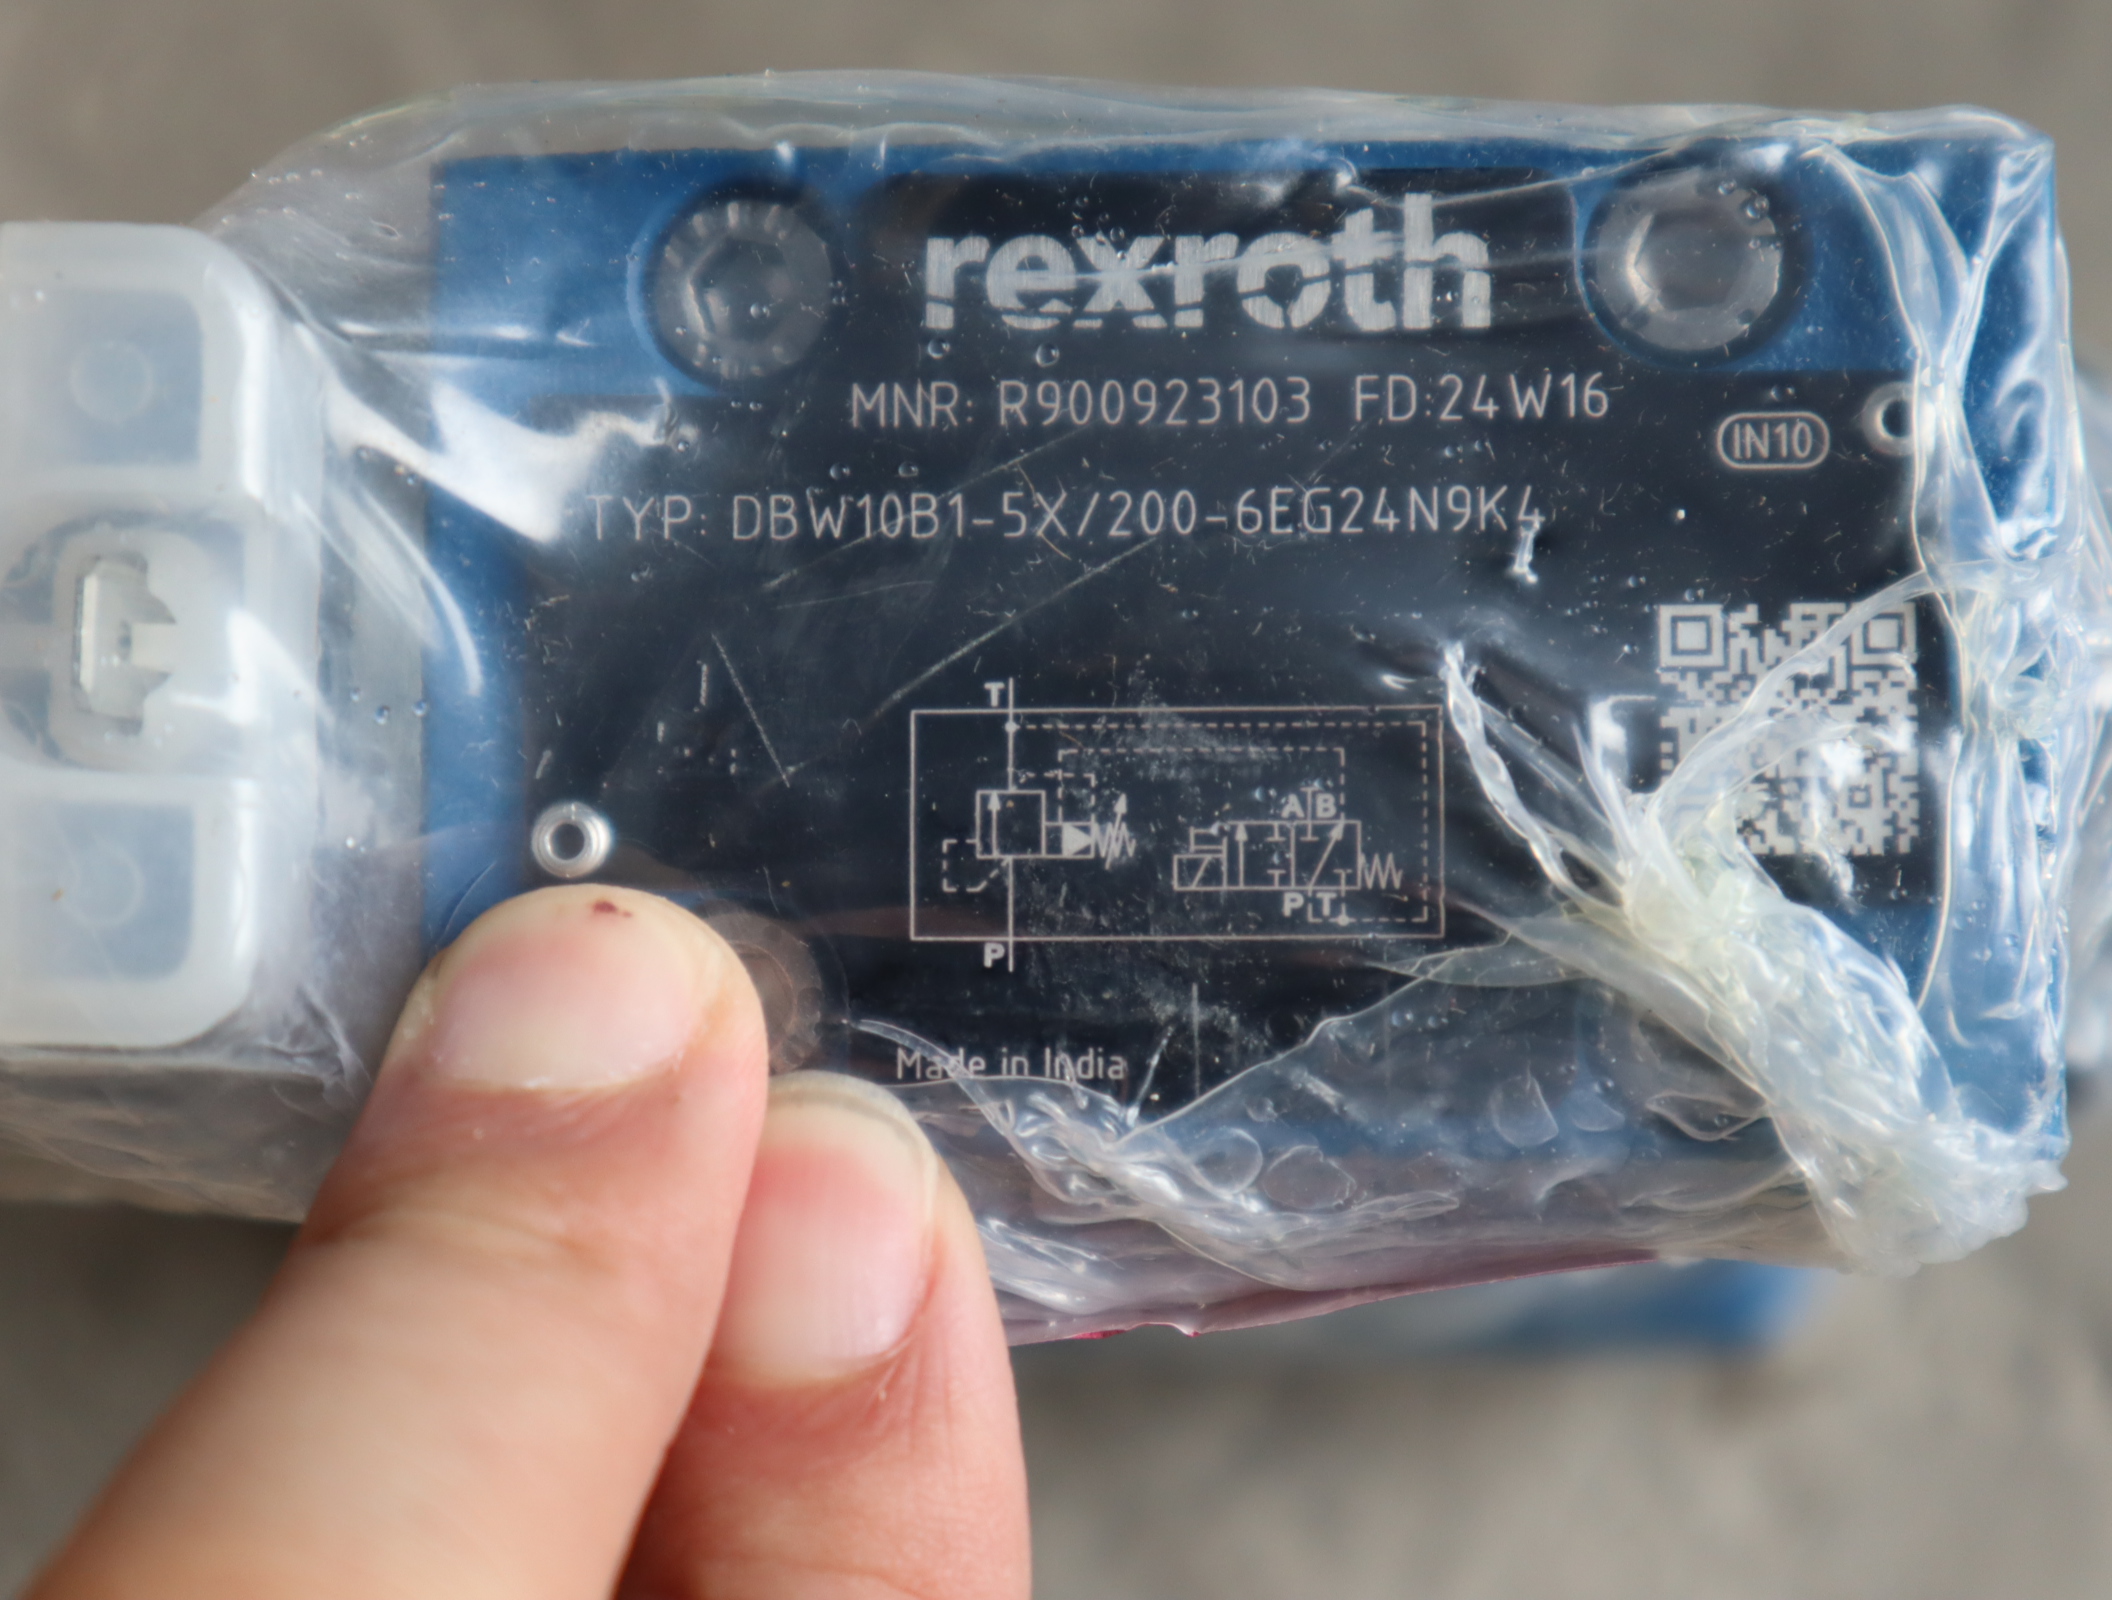 rexroth
MNR: R900923103 FD:24W16
IN10
TYP: DBW10B1-5X/200-6EG24N9K4
T
A B
P T
P
Made in India